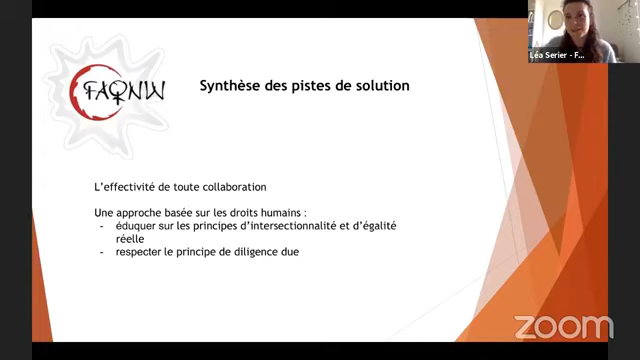 Léa Serier - F...
FAQNW
Synthèse des pistes de solution
L'effectivité de toute collaboration
Une approche basée sur les droits humains :
- éduquer sur les principes d'intersectionnalité et d'égalité
réelle
- respecter le principe de diligence due
zoom